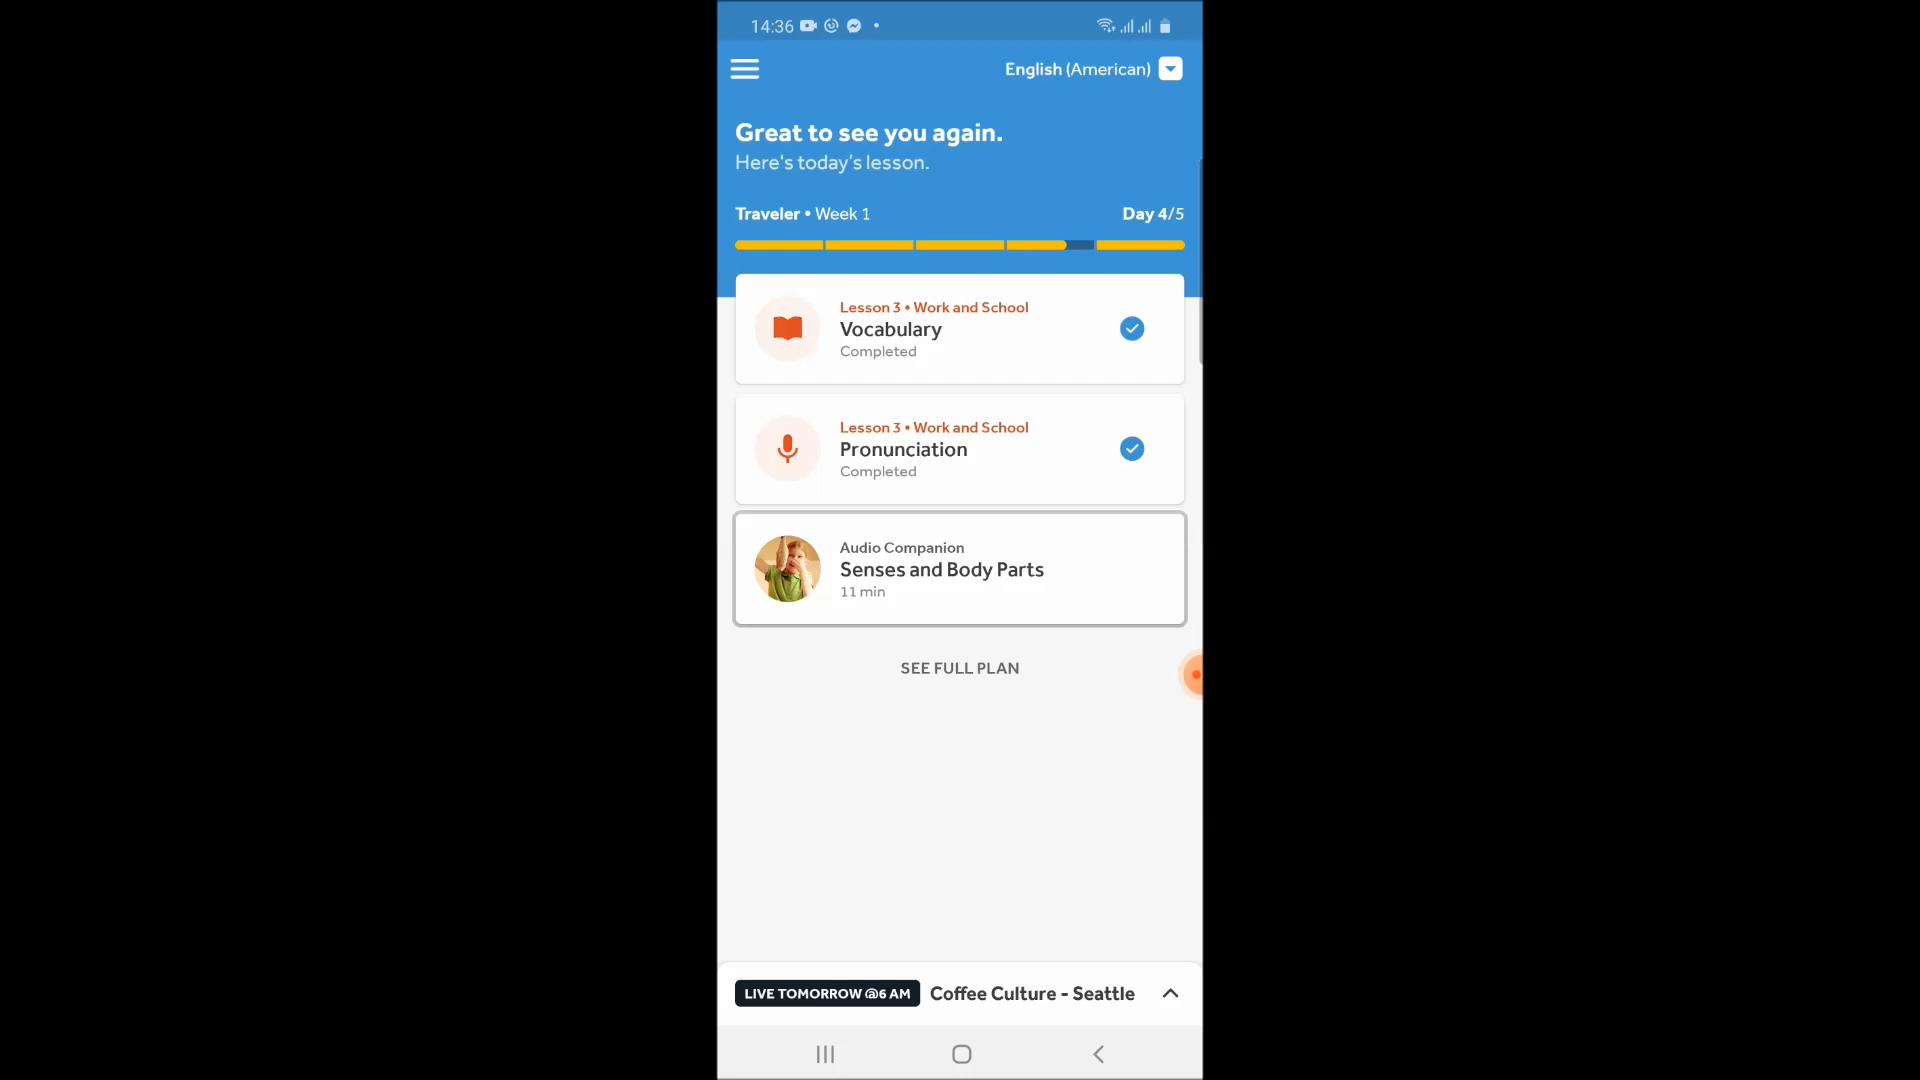 14:36
English (American)
Great to see you again.
Here's today's lesson.
Traveler • Week 1
Day 4/5
Lesson 3 • Work and School
Vocabulary
Completed
Lesson 3 • Work and School
Pronunciation
Completed
Audio Companion
Senses and Body Parts
11 min
SEE FULL PLAN
LIVE TOMORROW @6 AM Coffee Culture - Seattle